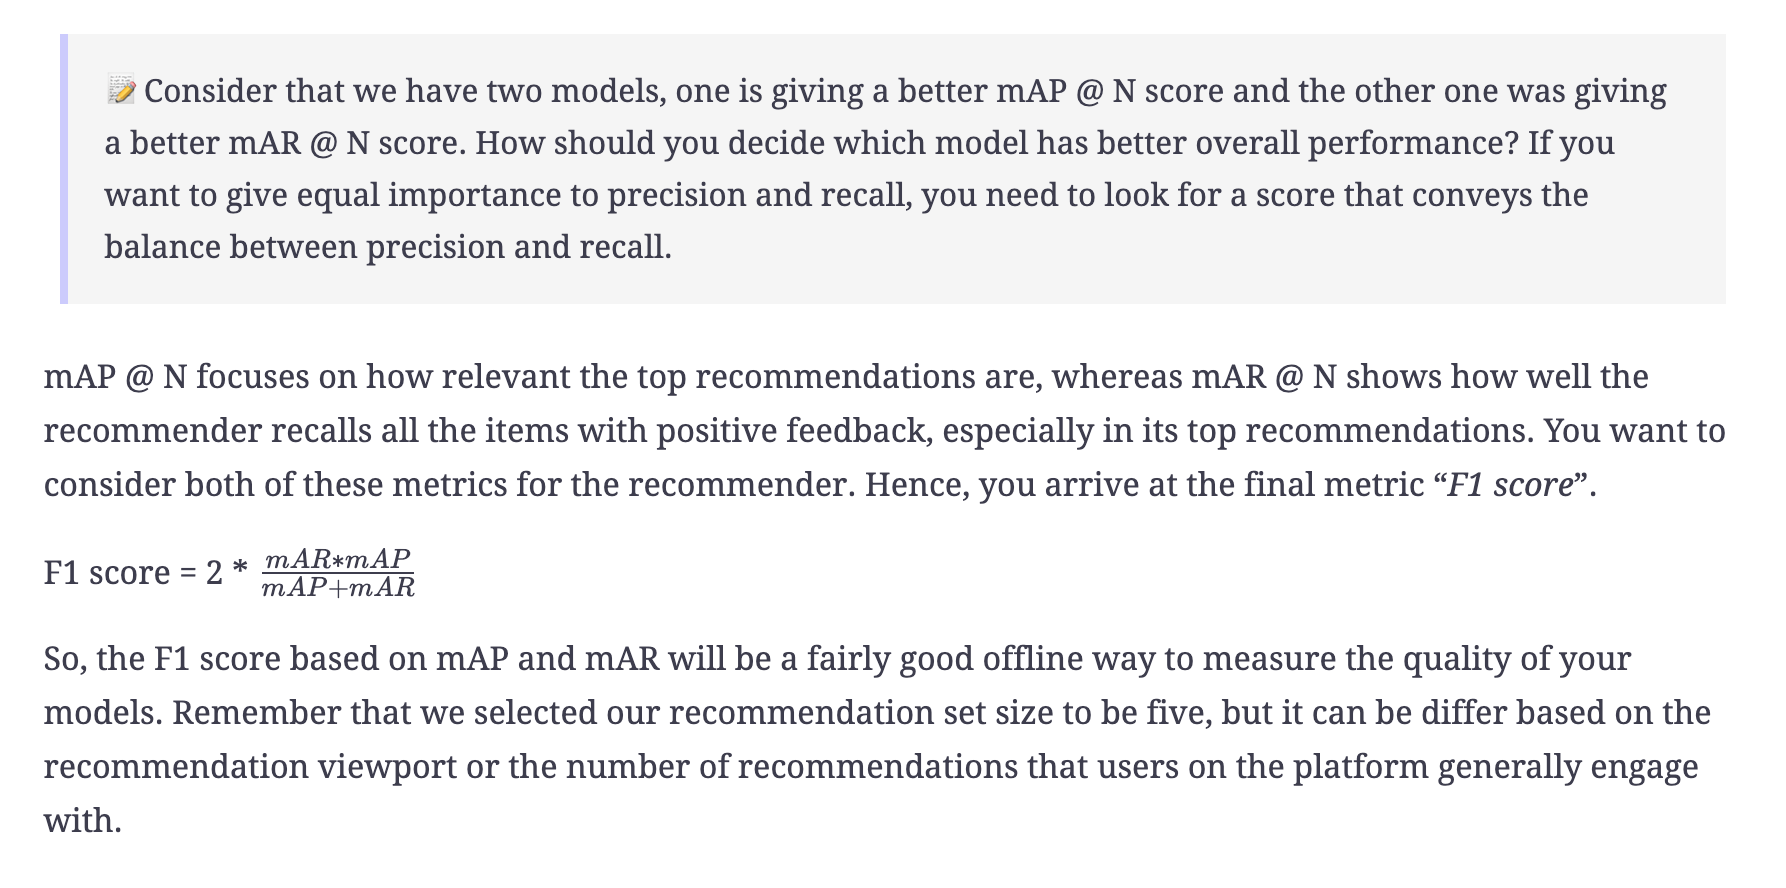 📝 Consider that we have two models, one is giving a better mAP @ N score and the other one was giving
a better mAR @ N score. How should you decide which model has better overall performance? If you
want to give equal importance to precision and recall, you need to look for a score that conveys the
balance between precision and recall.
mAP @ N focuses on how relevant the top recommendations are, whereas mAR @ N shows how well the
recommender recalls all the items with positive feedback, especially in its top recommendations. You want to
consider both of these metrics for the recommender. Hence, you arrive at the final metric “F1 score”.
F1 score = 2 * \frac{mAR*mAP}{mAP+mAR}
So, the F1 score based on mAP and mAR will be a fairly good offline way to measure the quality of your
models. Remember that we selected our recommendation set size to be five, but it can be differ based on the
recommendation viewport or the number of recommendations that users on the platform generally engage
with.